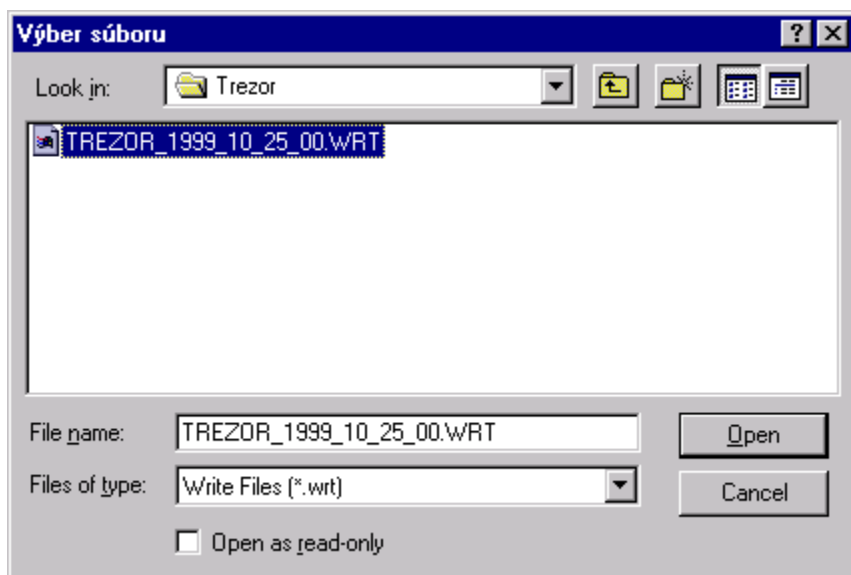 Výber súboru
Look in: Trezor
TREZOR_1999_10_25_00.WRT
File name: TREZOR_1999_10_25_00.WRT Open
Files of type: Write Files (*.wrt) Cancel
Open as read-only